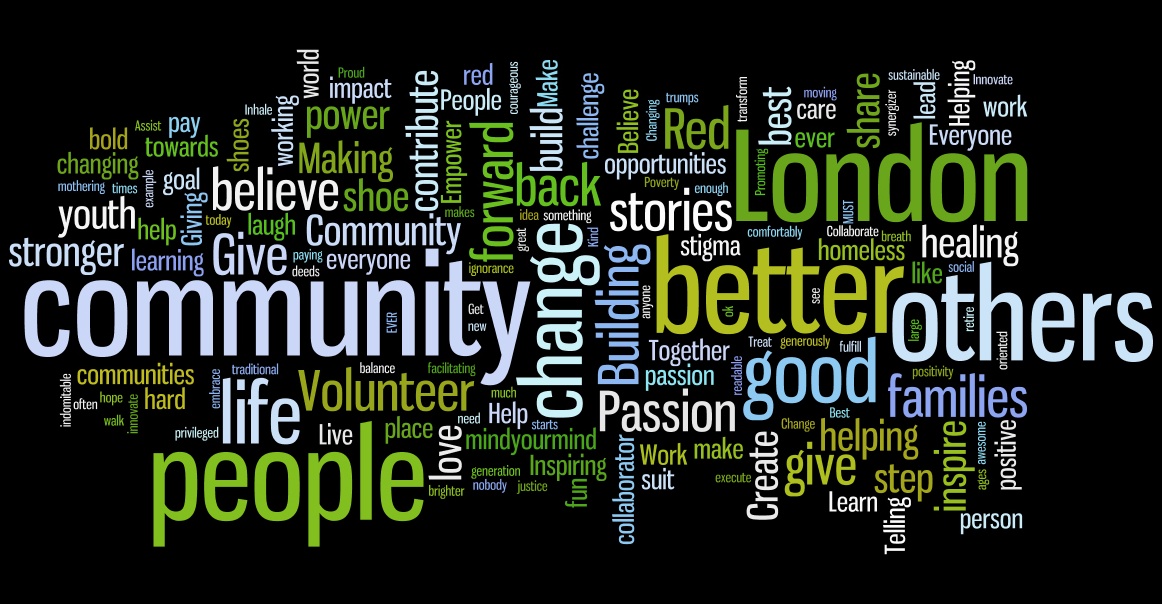 world
Proud
impact
red
courageous
Make
challenge
trumps
transform
moving
care
sustainable
Helping
Innovate
Inhale
working
power
contribute
People
build
Believe
Changing
Red
best
ever
share
synergizer
lead
work
Everyone
bold
Assist
pay
towards
shoes
Making
Empower
forward
opportunities
Promoting
London
changing
mothering
times
example
goal
believe
shoe
makes
back
Poverty
enough
MUST
youth
help
Giving
today
laugh
Community
great
idea
something
Kind
stories
comfortably
Collaborate
breath
healing
stronger
learning
Give
paying
deeds
everyone
ignorance
stigma
homeless
like
social
community
EVER
Get
new
change
Building
anyone
better
ok
see
others
large
retire
oriented
Together
Treat
generously
fulfill
indomitable
communities
often
hope
walk
innovate
hard
embrace
traditional
privileged
life
balance
Volunteer
facilitating
much
passion
readable
good
positivity
families
Live
place
love
need
Help
starts
Passion
Best
Change
helping
people
mindyourmind
generation
nobody
brighter
justice
Inspiring
fun
collaborator
Work
make
suit
execute
Create
give
step
inspire
ages
awesome
positive
Learn
Telling
person